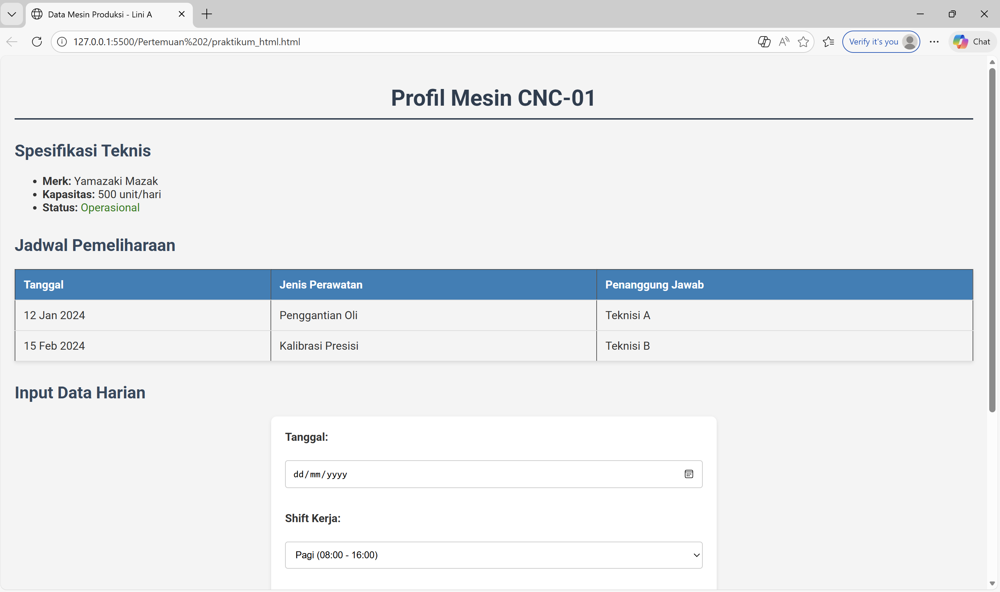 Data Mesin Produksi - Lini A
127.0.0.1:5500/Pertemuan%202/praktikum_html.html
Verify it's you
Chat
Profil Mesin CNC-01
Spesifikasi Teknis
• Merk: Yamazaki Mazak
• Kapasitas: 500 unit/hari
• Status: Operasional
Jadwal Pemeliharaan
Tanggal Jenis Perawatan Penanggung Jawab
12 Jan 2024 Penggantian Oli Teknisi A
15 Feb 2024 Kalibrasi Presisi Teknisi B
Input Data Harian
Tanggal:
dd/mm/yyyy
Shift Kerja:
Pagi (08:00 - 16:00)